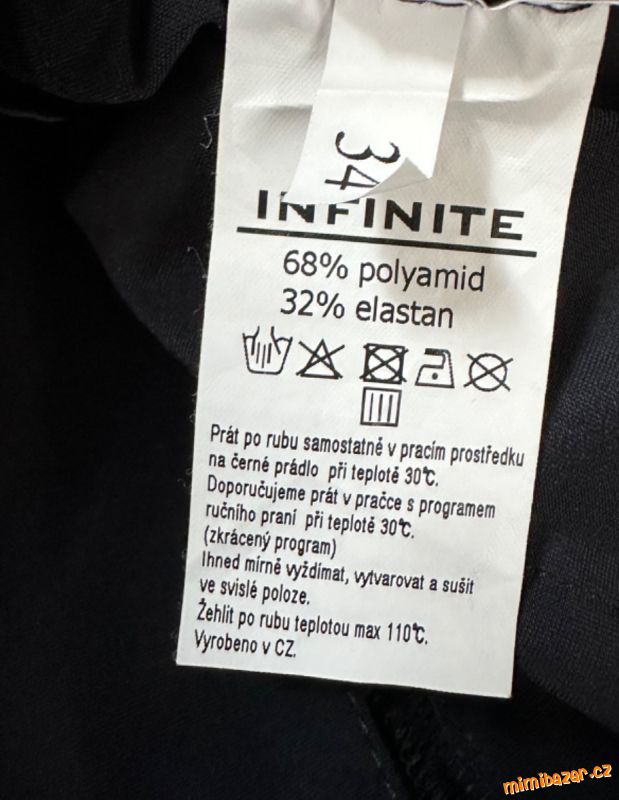 34
INFINITE
68% polyamid
32% elastan
Prát po rubu samostatně v pracím prostředku
na černé prádlo při teplotě 30℃.
Doporučujeme prát v pračce s programem
ručního praní při teplotě 30℃.
(zkrácený program)
Ihned mírně vyždímat, vytvarovat a sušit
ve svislé poloze.
Žehlit po rubu teplotou max 110℃.
Vyrobeno v CZ.
mimibazar.cz